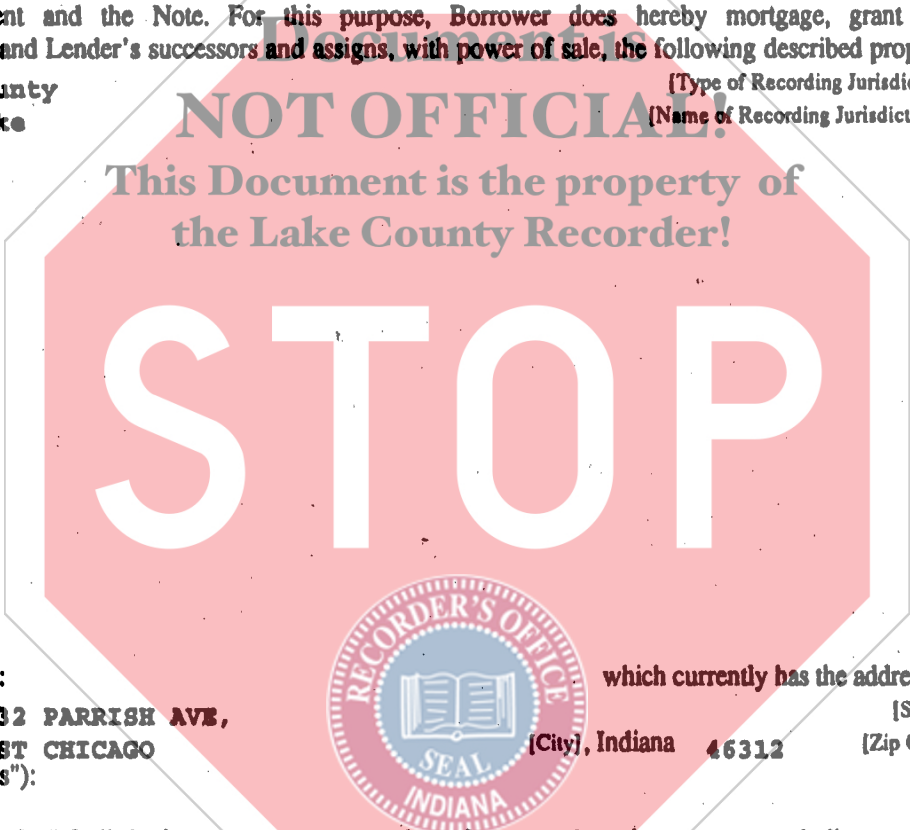 nt and the Note. For this purpose, Borrower does hereby mortgage, grant
and Lender's successors and assigns, with power of sale, the following described prop
Document is
unty [Type of Recording Jurisdic
NOT OFFICIAL!
ke [Name of Recording Jurisdict
This Document is the property of
the Lake County Recorder!
STOP
RECORDER'S OFFICE
: which currently has the addre
32 PARRISH AVE, [S
ST CHICAGO [City], Indiana 46312 [Zip
s"):
SEAL
INDIANA